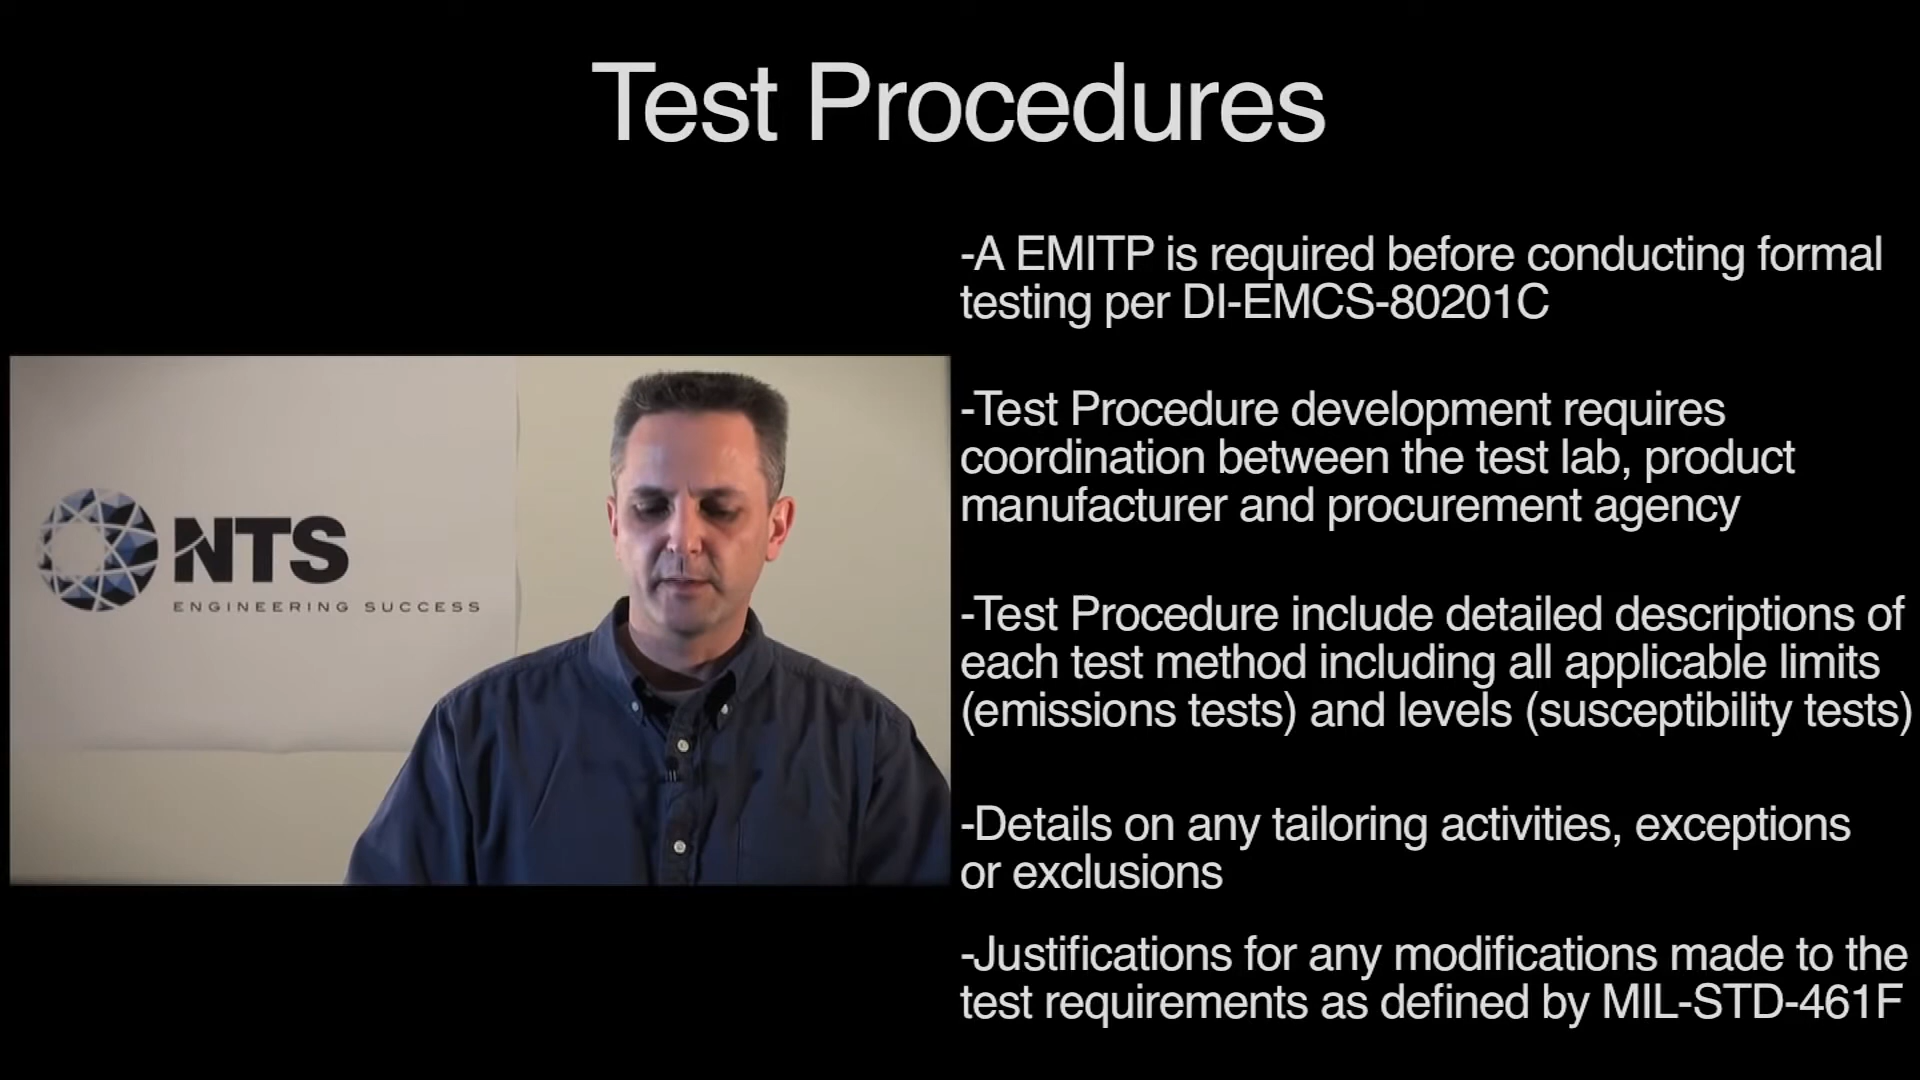 Test Procedures
-A EMITP is required before conducting formal
testing per DI-EMCS-80201C
-Test Procedure development requires
coordination between the test lab, product
manufacturer and procurement agency
-Test Procedure include detailed descriptions of
each test method including all applicable limits
(emissions tests) and levels (susceptibility tests)
-Details on any tailoring activities, exceptions
or exclusions
-Justifications for any modifications made to the
test requirements as defined by MIL-STD-461F
NTS
ENGINEERING SUCCESS